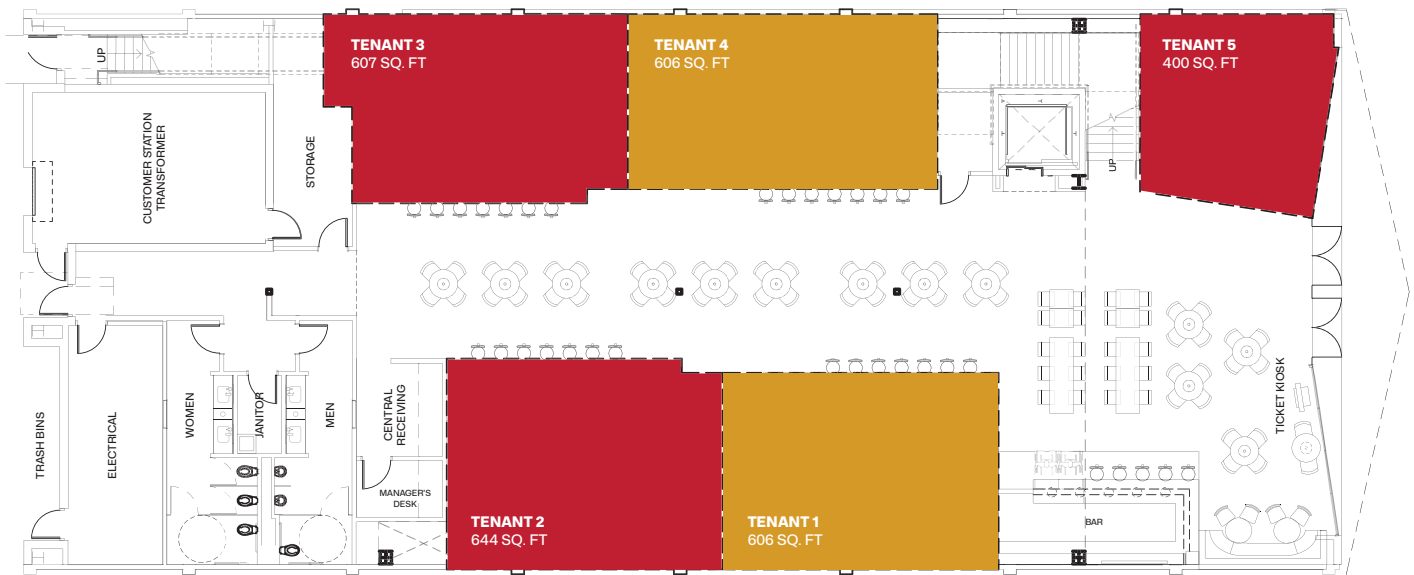 UP
TENANT 3
607 SQ. FT
TENANT 4
606 SQ. FT
TENANT 5
400 SQ. FT
CUSTOMER STATION
TRANSFORMER
STORAGE
UP
TRASH BINS
ELECTRICAL
WOMEN
JANITOR
MEN
CENTRAL
RECEIVING
MANAGER'S
DESK
TENANT 2
644 SQ. FT
TENANT 1
606 SQ. FT
BAR
TICKET KIOSK